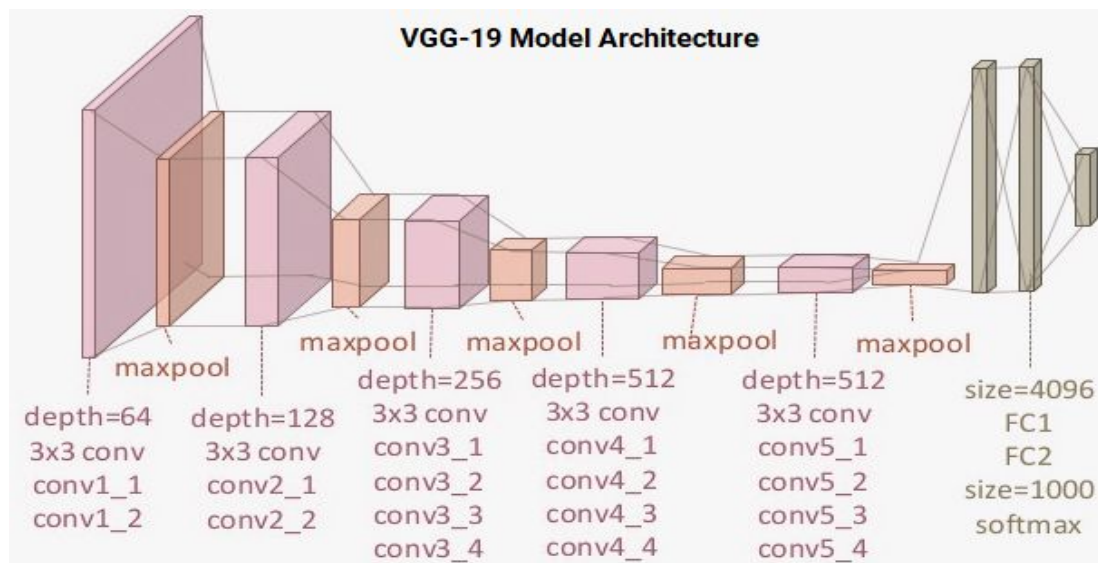 VGG-19 Model Architecture
maxpool
maxpool
maxpool
maxpool
maxpool
depth=64
3x3 conv
conv1_1
conv1_2
depth=128
3x3 conv
conv2_1
conv2_2
depth=256
3x3 conv
conv3_1
conv3_2
conv3_3
conv3_4
depth=512
3x3 conv
conv4_1
conv4_2
conv4_3
conv4_4
depth=512
3x3 conv
conv5_1
conv5_2
conv5_3
conv5_4
size=4096
FC1
FC2
size=1000
softmax